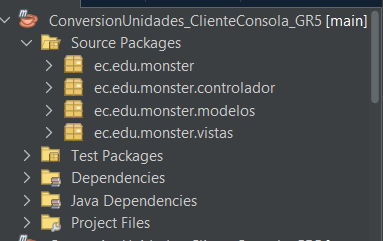 ConversionUnidades_ClienteConsola_GR5 [main]
Source Packages
ec.edu.monster
ec.edu.monster.controlador
ec.edu.monster.modelos
ec.edu.monster.vistas
Test Packages
Dependencies
Java Dependencies
Project Files